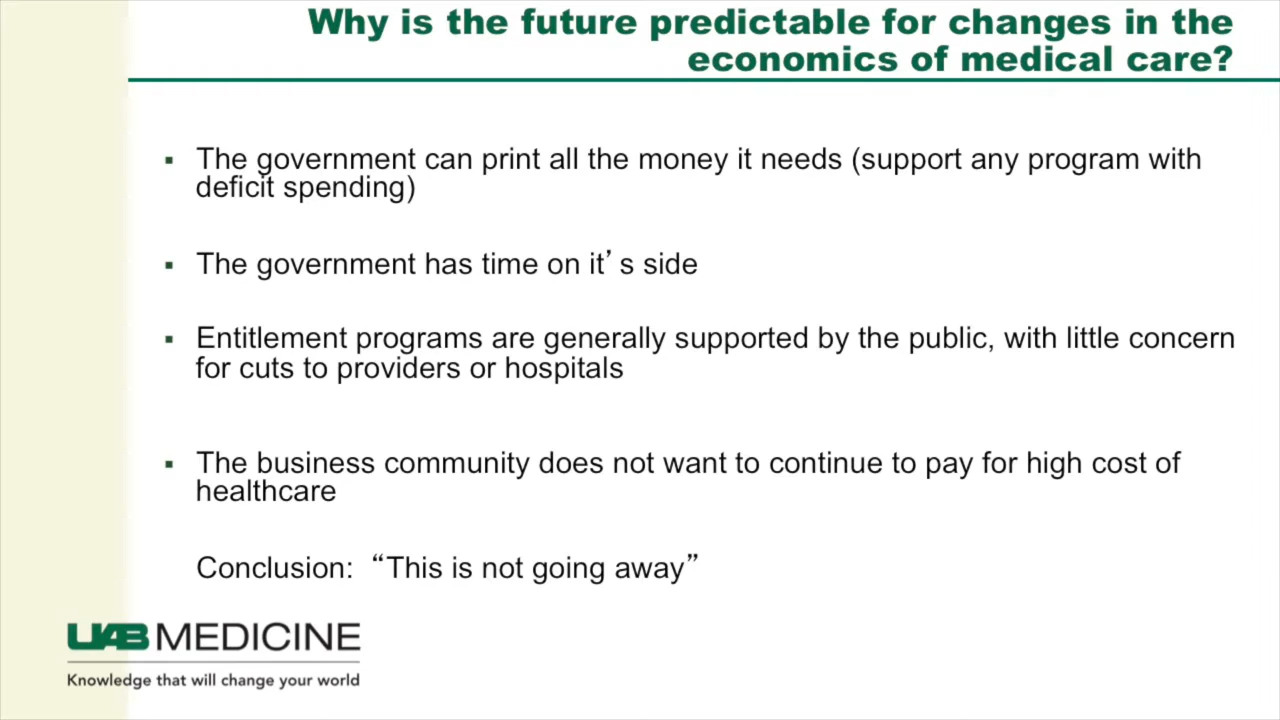 Why is the future predictable for changes in the
economics of medical care?
▪ The government can print all the money it needs (support any program with
deficit spending)
▪ The government has time on it’s side
▪ Entitlement programs are generally supported by the public, with little concern
for cuts to providers or hospitals
▪ The business community does not want to continue to pay for high cost of
healthcare
Conclusion: “This is not going away”
UAB MEDICINE
Knowledge that will change your world